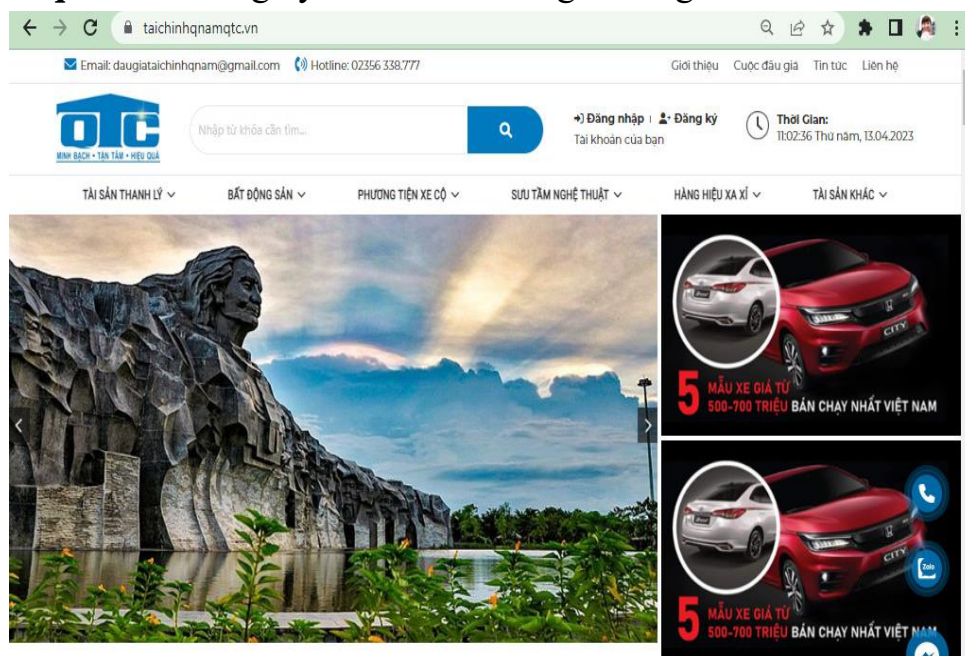 taichinhqnamqtc.vn
Email: daugiataichinhqnam@gmail.com Hotline: 02356 338.777 Giới thiệu Cuộc đấu giá Tin tức Liên hệ
QTC
MINH BẠCH • TẬN TÂM • HIỆU QUẢ
Nhập từ khóa cần tìm...
Đăng nhập Đăng ký
Tài khoản của bạn
Thời Gian:
11:02:36 Thứ năm, 13.04.2023
TÀI SẢN THANH LÝ BẤT ĐỘNG SẢN PHƯƠNG TIỆN XE CỘ SƯU TẦM NGHỆ THUẬT HÀNG HIỆU XA XỈ TÀI SẢN KHÁC
CITY
5 MẪU XE GIÁ TỪ
500-700 TRIỆU BÁN CHẠY NHẤT VIỆT NAM
CITY
Zalo
5 MẪU XE GIÁ TỪ
500-700 TRIỆU BÁN CHẠY NHẤT VIỆT NAM